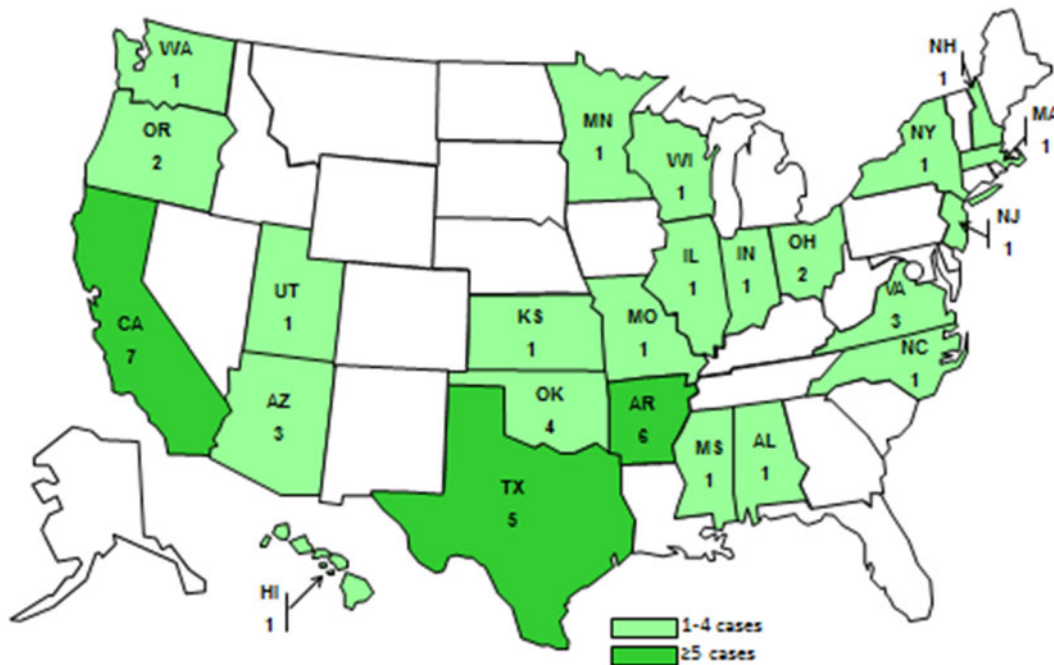 WA
1
OR
2
CA
7
UT
1
AZ
3
KS
1
OK
4
TX
5
MN
1
WI
1
IL
1
IN
1
OH
2
MO
1
AR
6
MS
1
AL
1
NH
1
MA
1
NY
1
NJ
1
VA
3
NC
1
HI
1
1-4 cases
≥5 cases